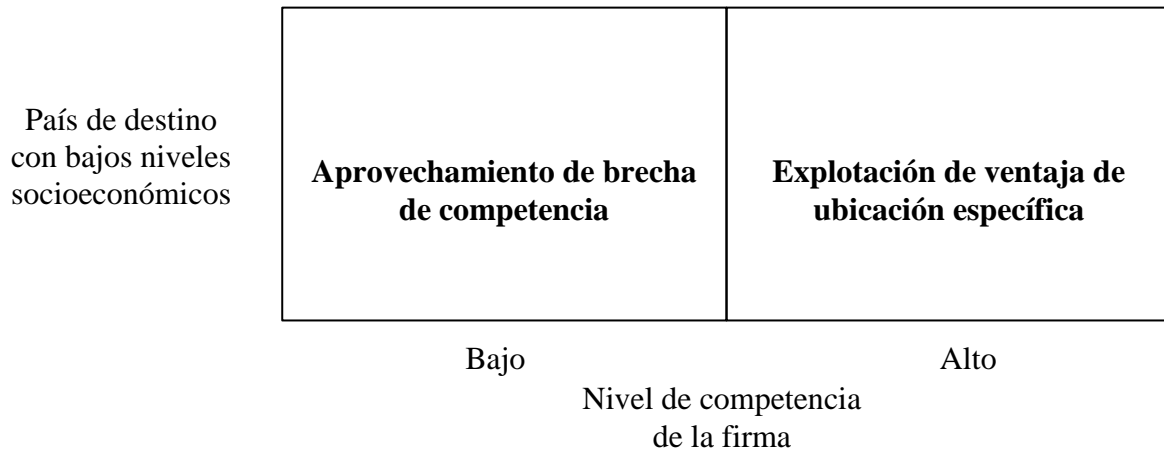 País de destino
con bajos niveles
socioeconómicos
Aprovechamiento de brecha
de competencia
Explotación de ventaja de
ubicación específica
Bajo
Alto
Nivel de competencia
de la firma